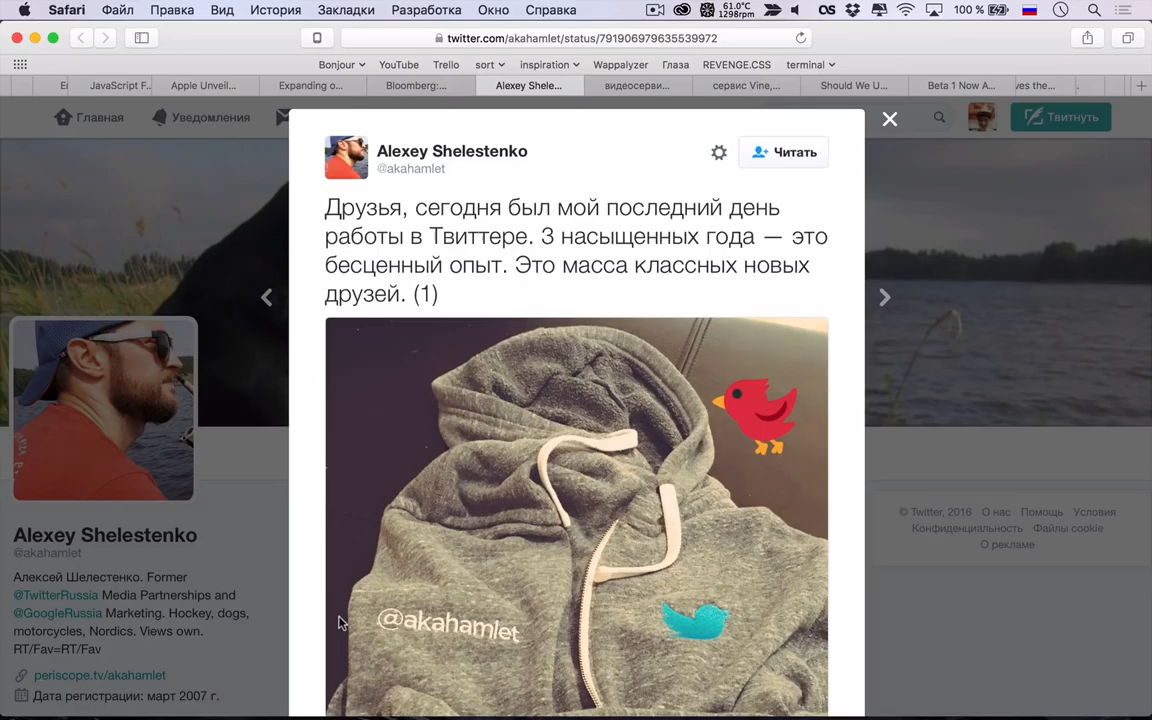 Safari Файл Правка Вид История Закладки Разработка Окно Справка 61.0°C 1298rpm 100 %
twitter.com/akahamlet/status/791906979635539972
Bonjour YouTube Trello sort inspiration Wappalyzer Глаза REVENGE.CSS terminal
JavaScript F... Apple Unveil... Expanding o... Bloomberg:... Alexey Shele... видеосерви... сервис Vine,... Should We U... Beta 1 Now A... ves the...
Главная Уведомления Твитнуть
Alexey Shelestenko
@akahamlet
Читать
Друзья, сегодня был мой последний день
работы в Твиттере. 3 насыщенных года — это
бесценный опыт. Это масса классных новых
друзей. (1)
@akahamlet
Alexey Shelestenko
@akahamlet
Алексей Шелестенко. Former
@TwitterRussia Media Partnerships and
@GoogleRussia Marketing. Hockey, dogs,
motorcycles, Nordics. Views own.
RT/Fav=RT/Fav
periscope.tv/akahamlet
Дата регистрации: март 2007 г.
© Twitter, 2016 О нас Помощь Условия
Конфиденциальность Файлы cookie
О рекламе